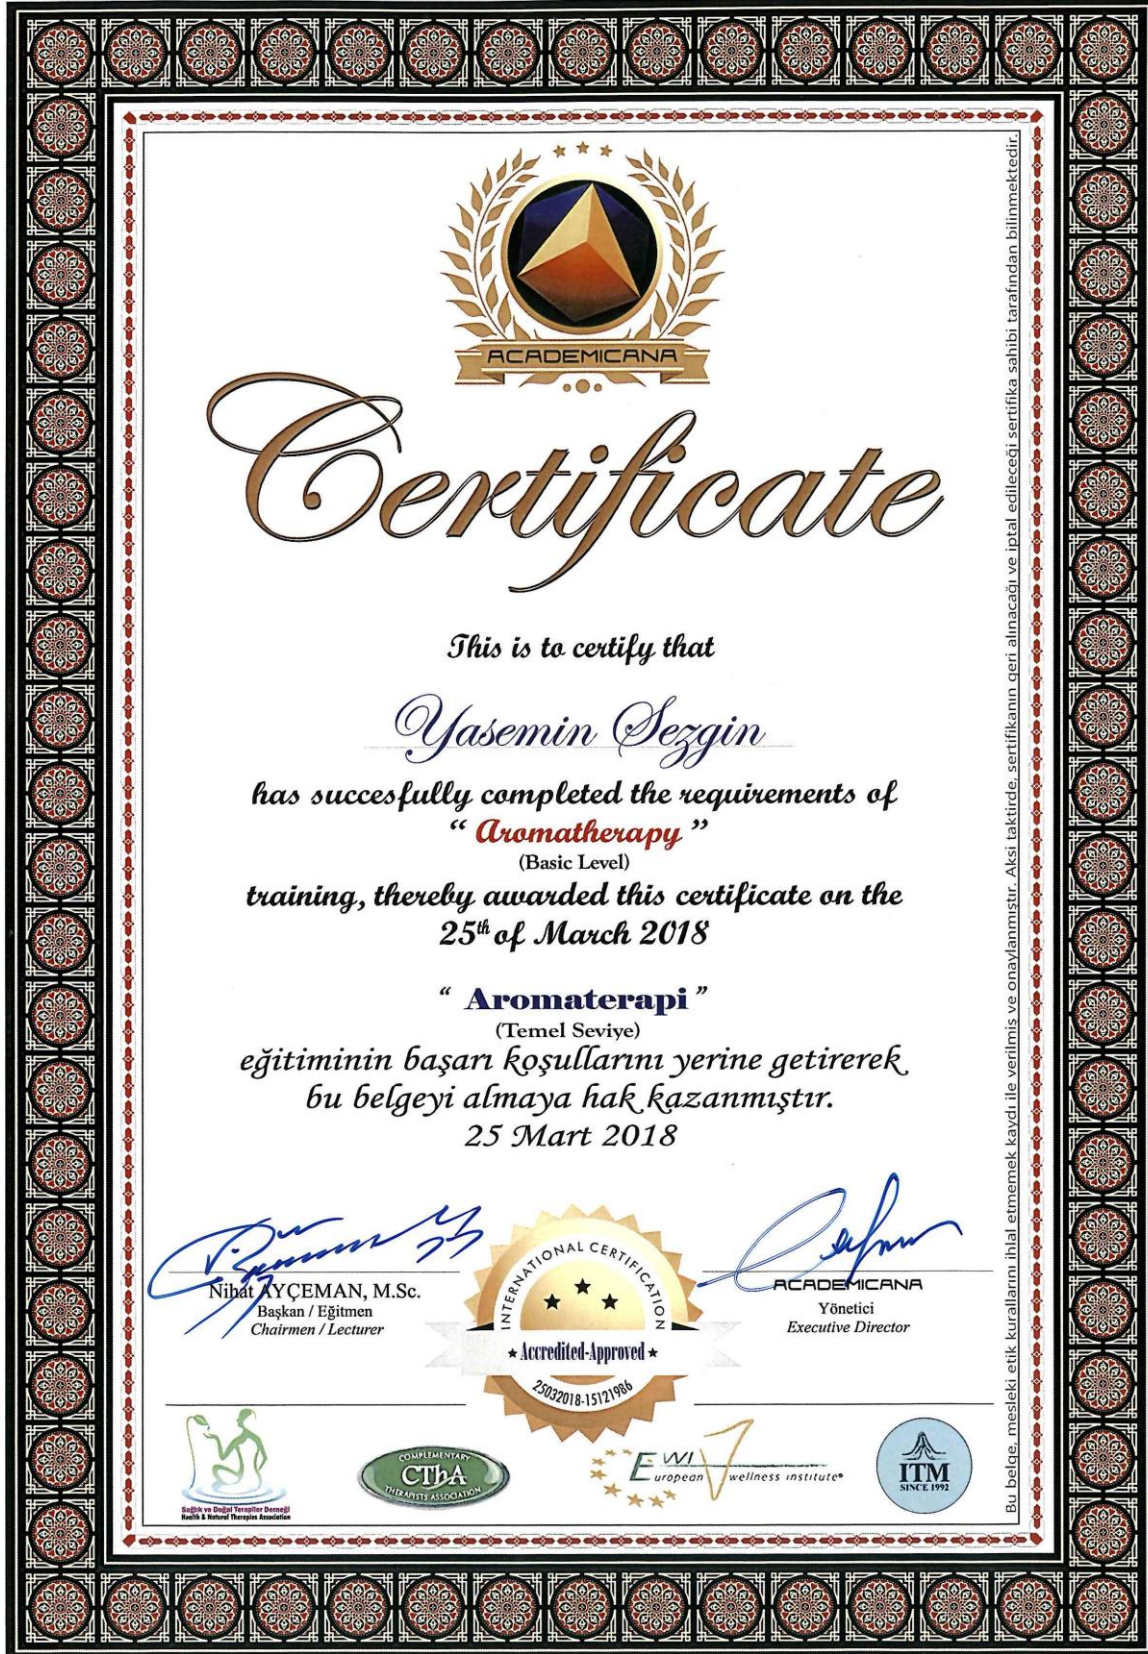 ACADEMICANA
Certificate
This is to certify that
Yasemin Sezgin
has succesfully completed the requirements of
“ Aromatherapy ”
(Basic Level)
training, thereby awarded this certificate on the
25th of March 2018
“ Aromaterapi ”
(Temel Seviye)
eğitiminin başarı koşullarını yerine getirerek
bu belgeyi almaya hak kazanmıştır.
25 Mart 2018
Nihat AYÇEMAN, M.Sc.
Başkan / Eğitmen
Chairmen / Lecturer
INTERNATIONAL CERTIFICATION
★ Accredited-Approved ★
25032018-15121986
ACADEMICANA
Yönetici
Executive Director
Sağlık ve Doğal Terapiler Derneği
Health & Natural Therapies Association
COMPLEMENTARY
CThA
THERAPISTS ASSOCIATION
EWI
European wellness institute®
ITM
SINCE 1992
Bu belge, mesleki etik kurallarını ihlal etmemek kaydı ile verilmiş ve onaylanmıştır. Aksi taktirde, sertifikanın geri alınacağı ve iptal edileceği sertifika sahibi tarafından bilinmektedir.